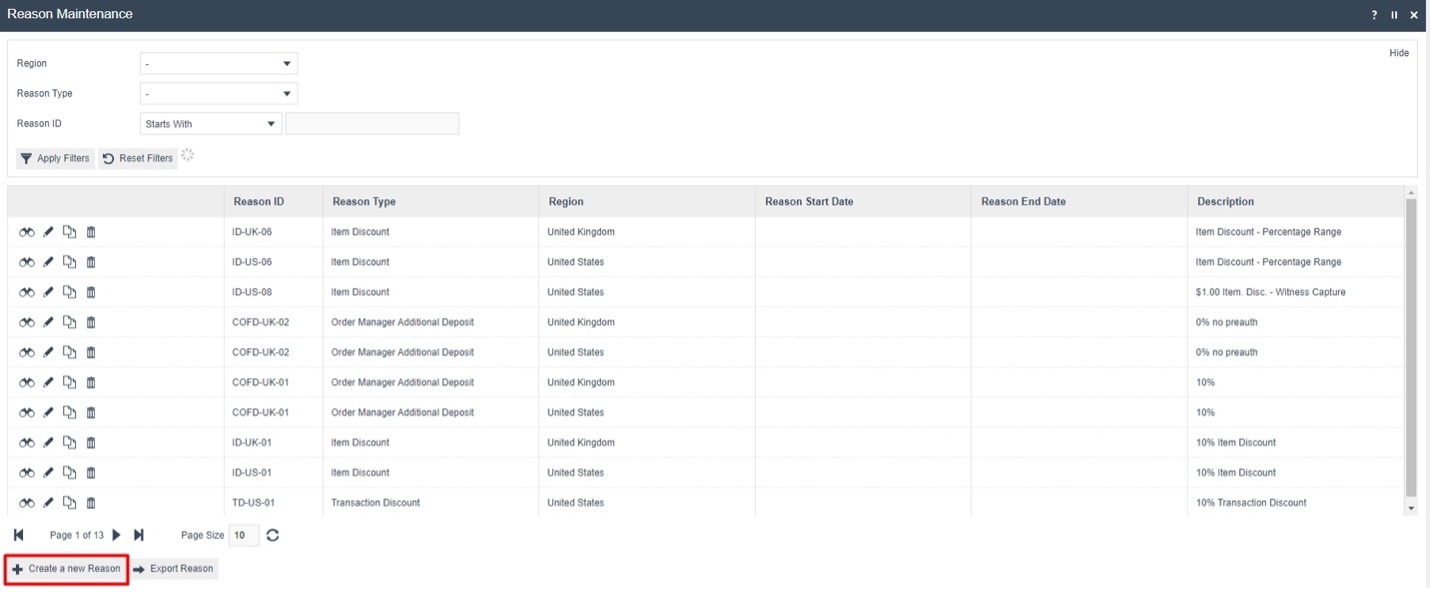 Reason Maintenance ?
Hide
Region -
Reason Type -
Reason ID Starts With
Apply Filters Reset Filters
Reason ID Reason Type Region Reason Start Date Reason End Date Description
ID-UK-06 Item Discount United Kingdom Item Discount - Percentage Range
ID-US-06 Item Discount United States Item Discount - Percentage Range
ID-US-08 Item Discount United States $1.00 Item. Disc. - Witness Capture
COFD-UK-02 Order Manager Additional Deposit United Kingdom 0% no preauth
COFD-UK-02 Order Manager Additional Deposit United States 0% no preauth
COFD-UK-01 Order Manager Additional Deposit United Kingdom 10%
COFD-UK-01 Order Manager Additional Deposit United States 10%
ID-UK-01 Item Discount United Kingdom 10% Item Discount
ID-US-01 Item Discount United States 10% Item Discount
TD-US-01 Transaction Discount United States 10% Transaction Discount
Page 1 of 13 Page Size 10
Create a new Reason Export Reason